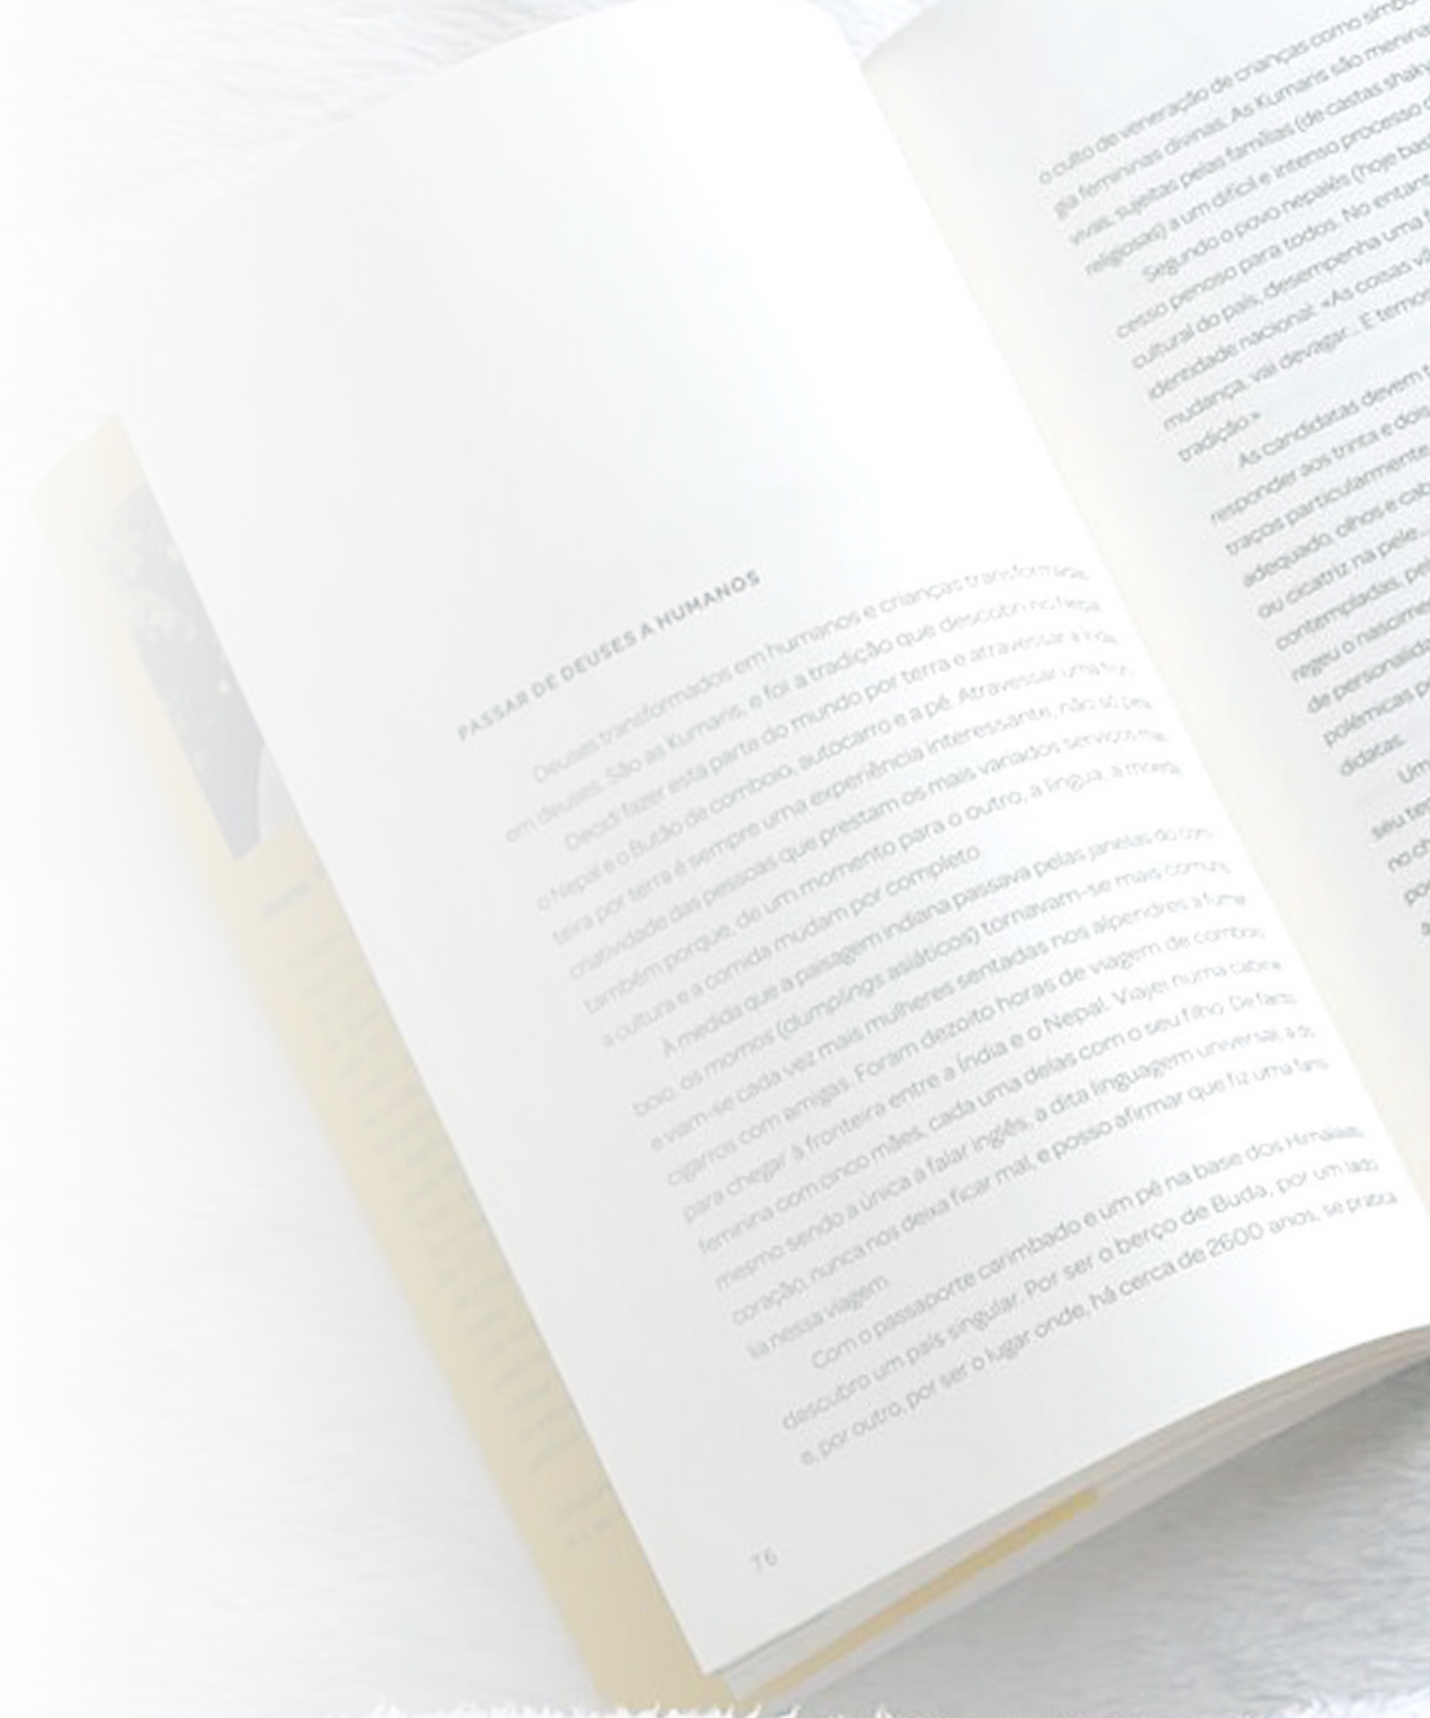 PASSAR DE DEUSES A HUMANOS
Deuses transformados em humanos e crianças transformadas
em deuses. São as Kumaris, e foi a tradição que descobri no Nepal.
Decidi fazer esta parte do mundo por terra e atravessar a Índia,
o Nepal e o Butão de comboio, autocarro e a pé. Atravessar uma fron-
teira por terra é sempre uma experiência interessante, não só pela
criatividade das pessoas que prestam os mais variados serviços mas
também porque, de um momento para o outro, a língua, a moeda
a cultura e a comida mudam por completo.
À medida que a paisagem indiana passava pelas janelas do com-
boio, os momos (dumplings asiáticos) tornavam-se mais comuns,
e viam-se cada vez mais mulheres sentadas nos alpendres a fumar
cigarros com amigas. Foram dezoito horas de viagem de comboio
para chegar à fronteira entre a Índia e o Nepal. Viajei numa cabine
feminina com cinco mães, cada uma delas com o seu filho. De facto,
mesmo sendo a única a falar inglês, a dita linguagem universal, a do
coração, nunca nos deixa ficar mal, e posso afirmar que fiz uma famí-
lia nessa viagem.
Com o passaporte carimbado e um pé na base dos Himalaias,
descubro um país singular. Por ser o berço de Buda, por um lado
e, por outro, por ser o lugar onde, há cerca de 2600 anos, se pratica
76
o culto de veneração de crianças como símbo
gia femininas divinas. As Kumaris são meninas
vivas, sujeitas pelas famílias (de castas shaky
religiosas) a um difícil e intenso processo d
Segundo o povo nepalês (hoje bas
cesso penoso para todos. No entant
cultural do país, desempenha uma f
identidade nacional: «As coisas vã
mudança, vai devagar... E temos
tradição.»
As candidatas devem t
responder aos trinta e dois
traços particularmente
adequado, olhos e cab
ou cicatriz na pele...
contempladas, pel
regeu o nascime
de personalida
polémicas p
didatas.
Um
seu tem
no ch
por